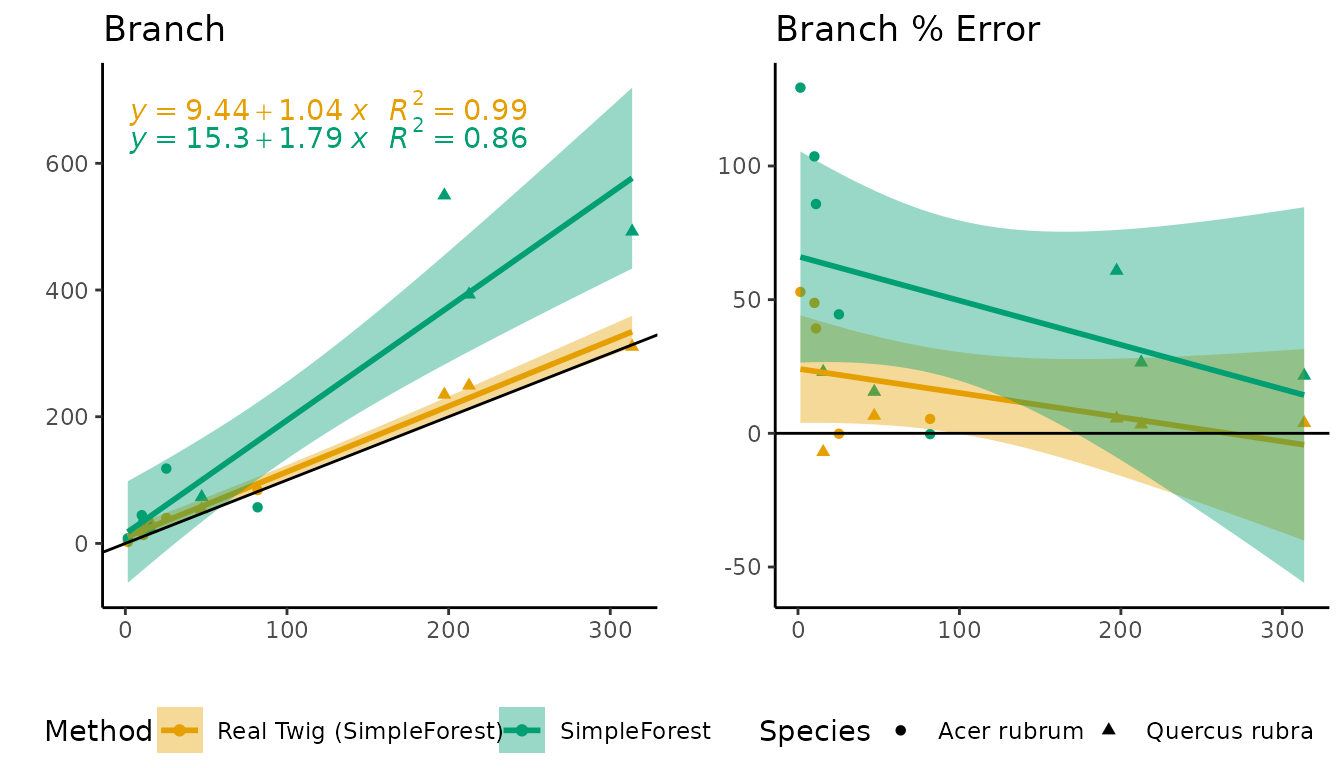 Branch
y = 9.44 + 1.04 x R² = 0.99
y = 15.3 + 1.79 x R² = 0.86
600
400
200
0
0 100 200 300
Branch % Error
100
50
0
-50
0 100 200 300
Method Real Twig (SimpleForest) SimpleForest Species Acer rubrum Quercus rubra